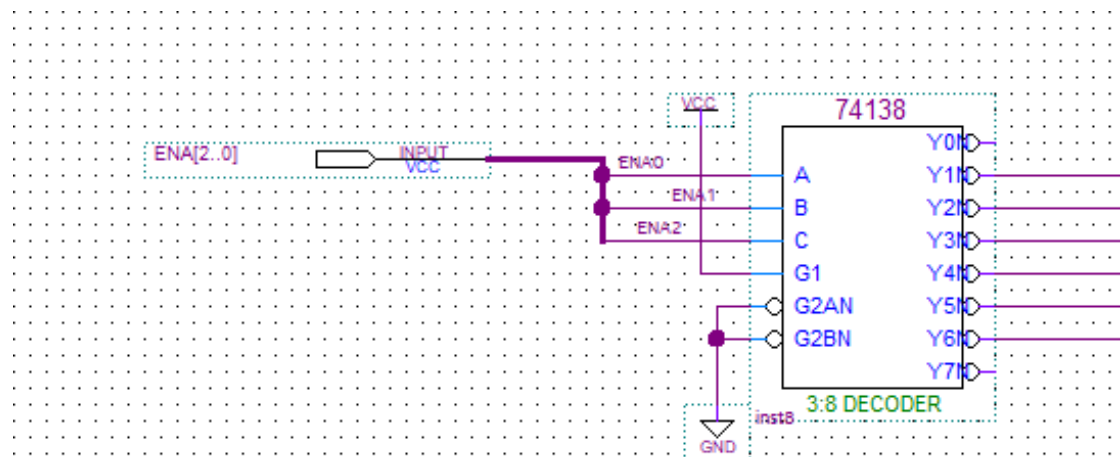 VCC
74138
ENA[2..0]
INPUT
VCC
Y0N
ENA0
A
Y1N
ENA1
B
Y2N
ENA2
C
Y3N
G1
Y4N
G2AN
Y5N
G2BN
Y6N
Y7N
3:8 DECODER
inst8
GND